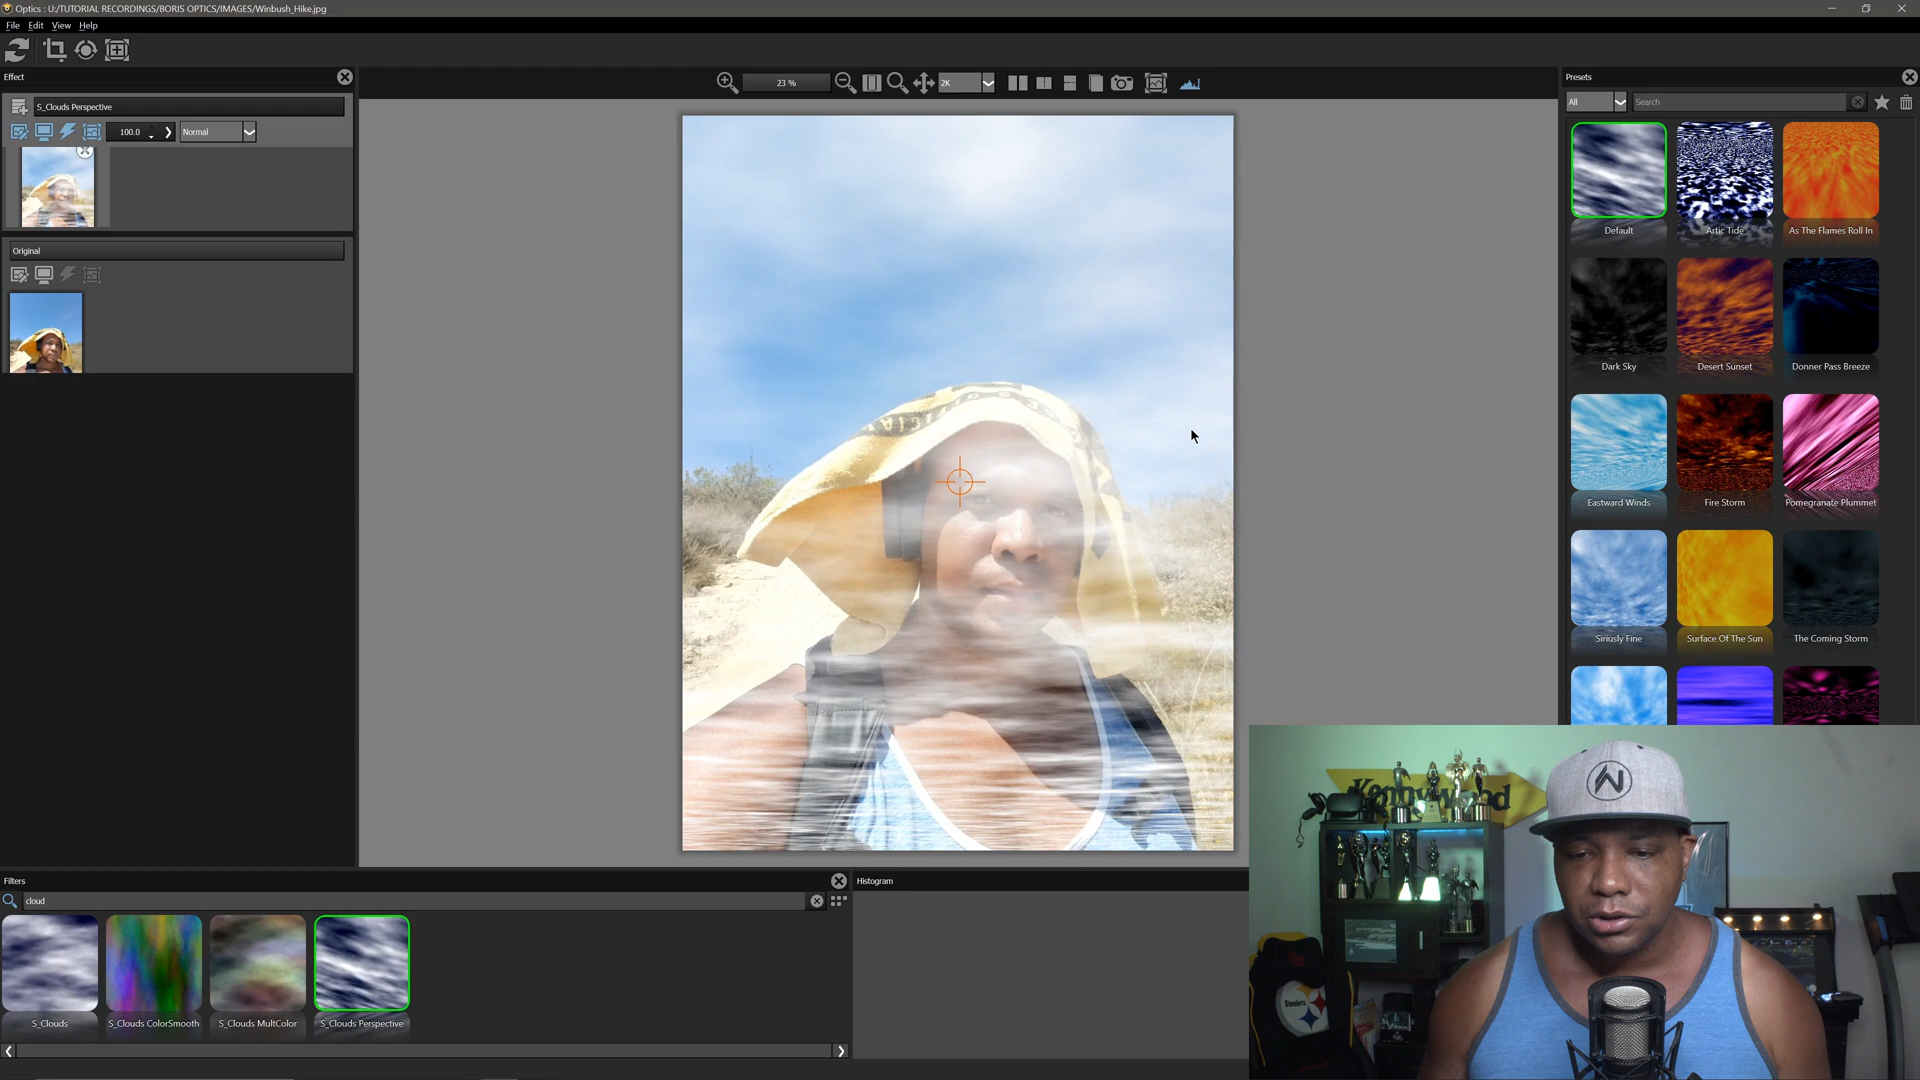 Optics : U:/TUTORIAL RECORDINGS/BORIS OPTICS/IMAGES/Winbush_Hike.jpg
File Edit View Help
Effect
S_Clouds Perspective
100.0
Normal
Original
23 %
2K
Presets
All
Search
Default
Artic Tide
As The Flames Roll In
Dark Sky
Desert Sunset
Donner Pass Breeze
Eastward Winds
Fire Storm
Pomegranate Plummet
Siriusly Fine
Surface Of The Sun
The Coming Storm
Filters
cloud
S_Clouds
S_Clouds ColorSmooth
S_Clouds MultColor
S_Clouds Perspective
Histogram
Kennywood
Steelers